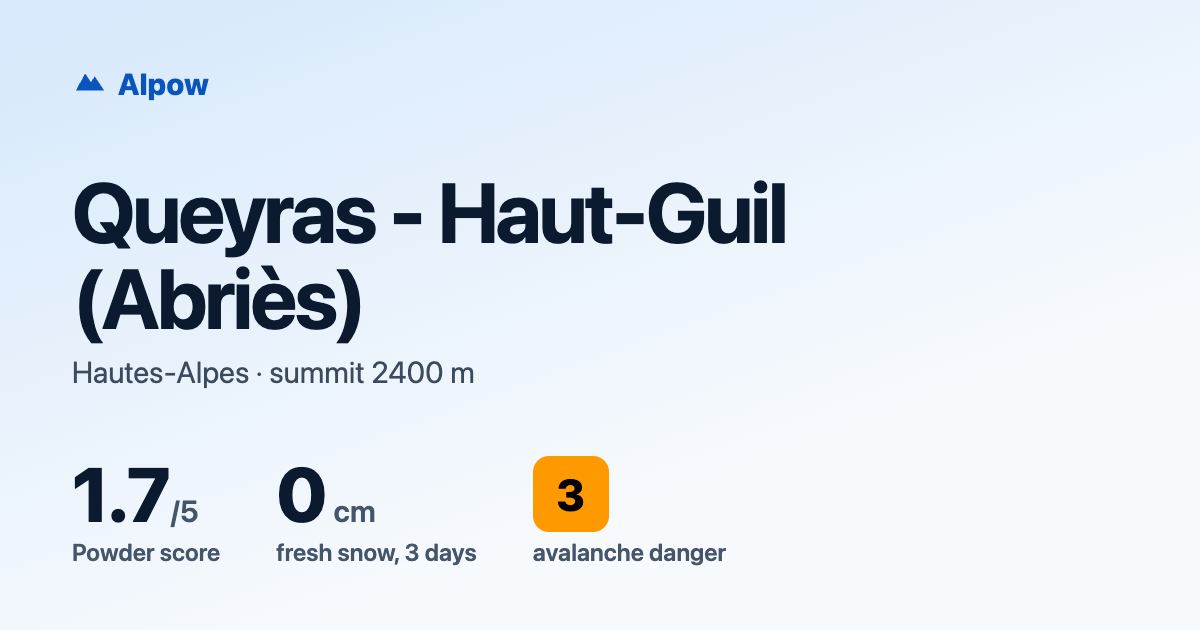 Alpow
Queyras - Haut-Guil
(Abriès)
Hautes-Alpes · summit 2400 m
1.7/5
0 cm
3
Powder score
fresh snow, 3 days
avalanche danger